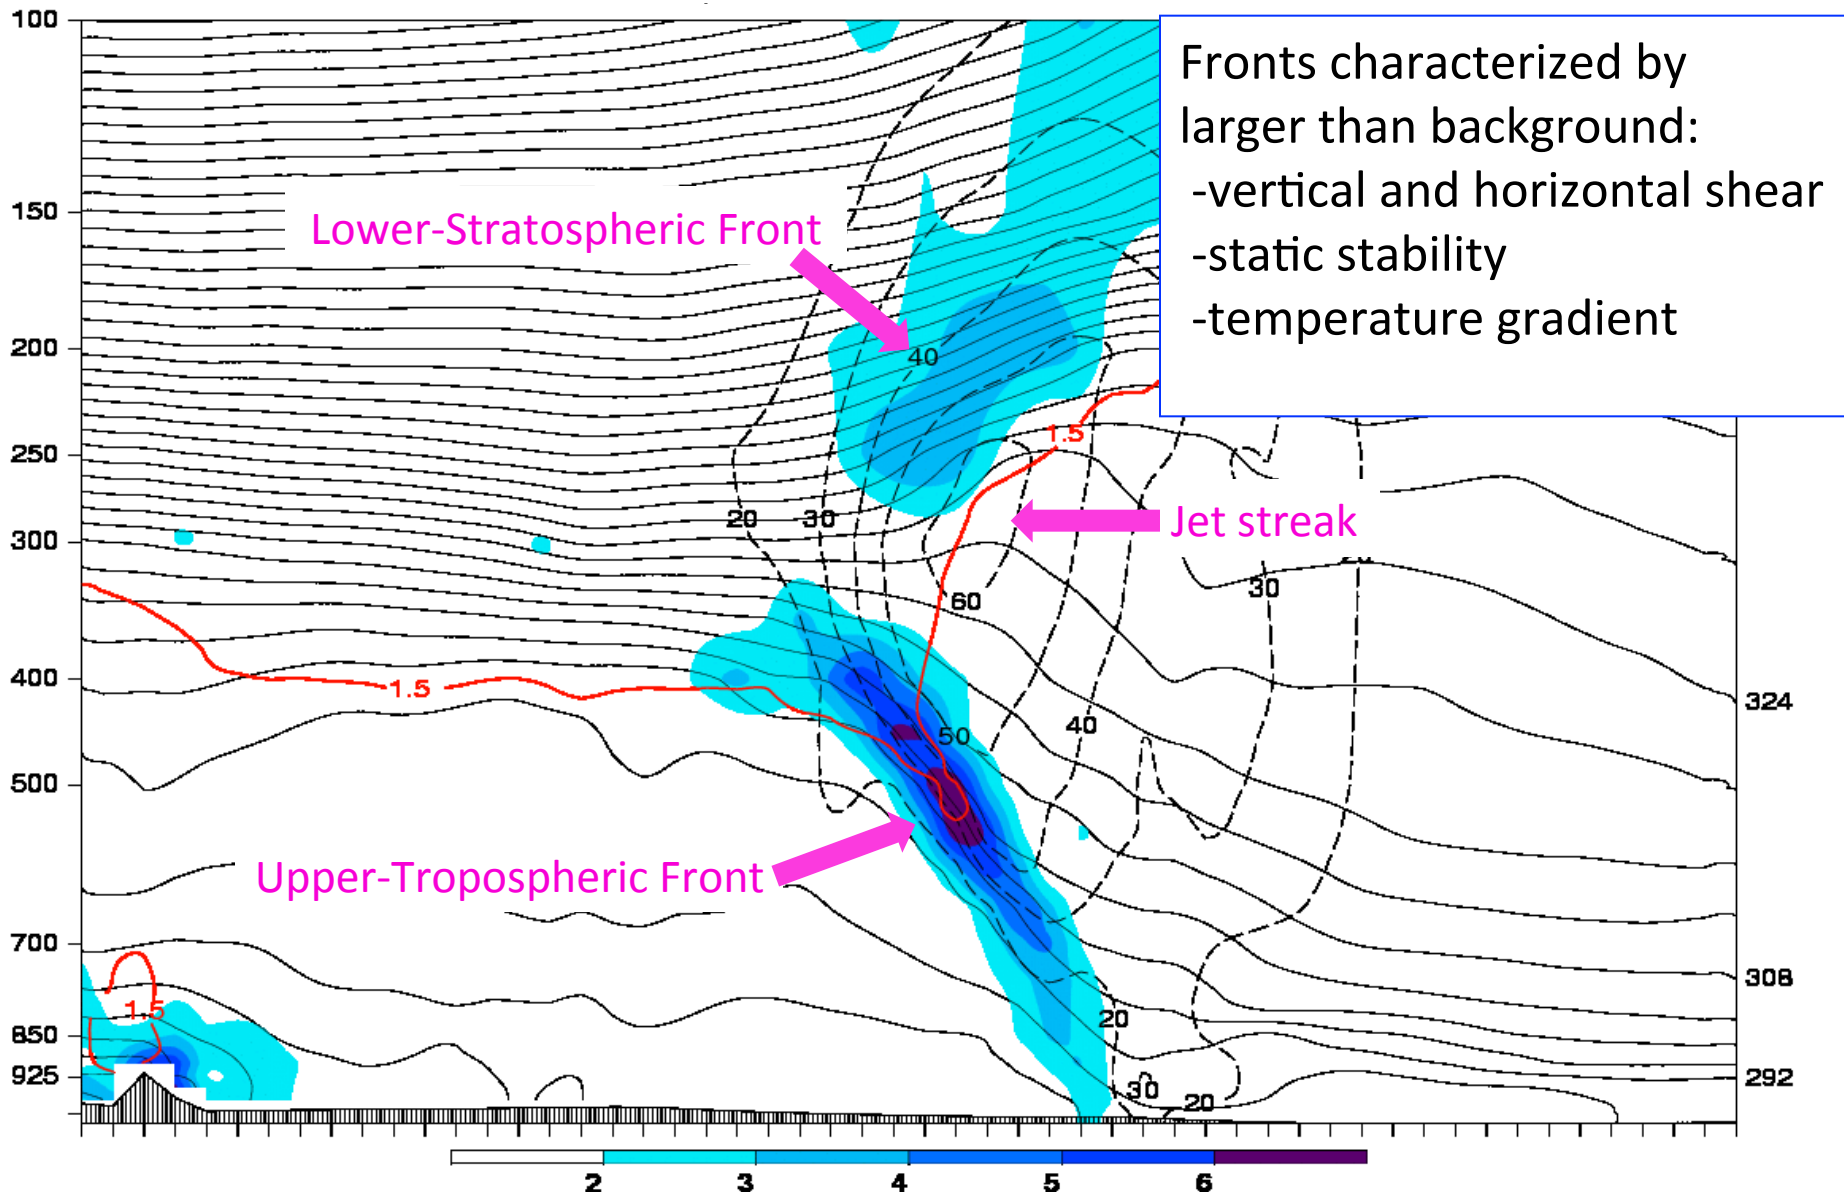 100
Fronts characterized by
larger than background:
-vertical and horizontal shear
-static stability
-temperature gradient
150
Lower-Stratospheric Front
200
40
1.5
250
20
30
Jet streak
300
30
60
400
1.5
324
40
50
500
Upper-Tropospheric Front
700
308
1.5
20
850
925
292
30
20
2 3 4 5 6